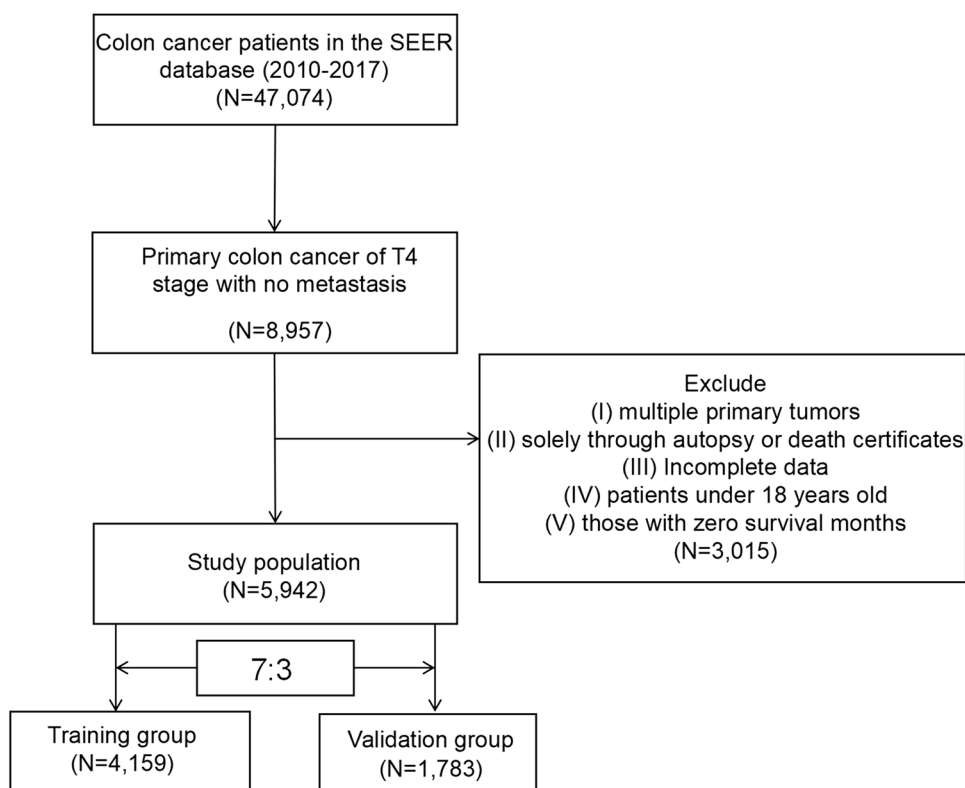 Colon cancer patients in the SEER
database (2010-2017)
(N=47,074)
Primary colon cancer of T4
stage with no metastasis
(N=8,957)
Exclude
(I) multiple primary tumors
(II) solely through autopsy or death certificates
(III) Incomplete data
(IV) patients under 18 years old
(V) those with zero survival months
(N=3,015)
Study population
(N=5,942)
7:3
Training group
(N=4,159)
Validation group
(N=1,783)